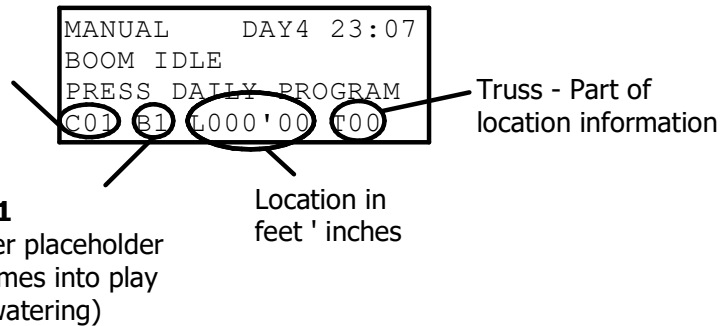 MANUAL DAY4 23:07
BOOM IDLE
PRESS DAILY PROGRAM
C01 B1 L000'00 T00
Truss - Part of
location information
Location in
feet ' inches
1
er placeholder
mes into play
watering)